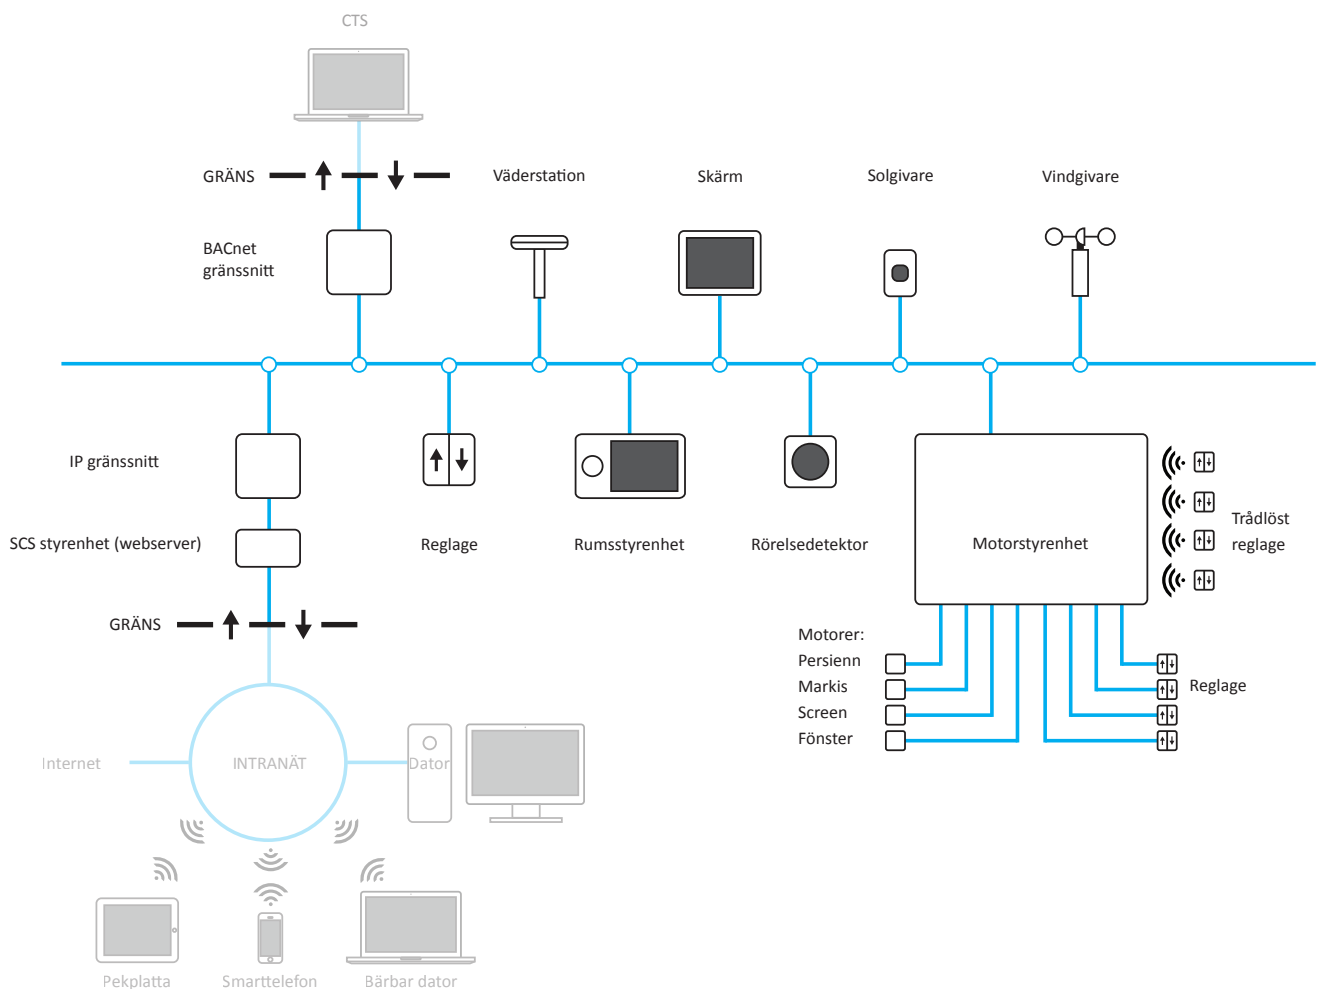 CTS
GRÄNS
Väderstation
Skärm
Solgivare
Vindgivare
BACnet
gränssnitt
IP gränssnitt
SCS styrenhet (webserver)
Reglage
Rumsstyrenhet
Rörelsedetektor
Motorstyrenhet
Trådlöst
reglage
GRÄNS
Motorer:
Persienn
Markis
Screen
Fönster
Reglage
Internet
INTRANÄT
Dator
Pekplatta
Smarttelefon
Bärbar dator